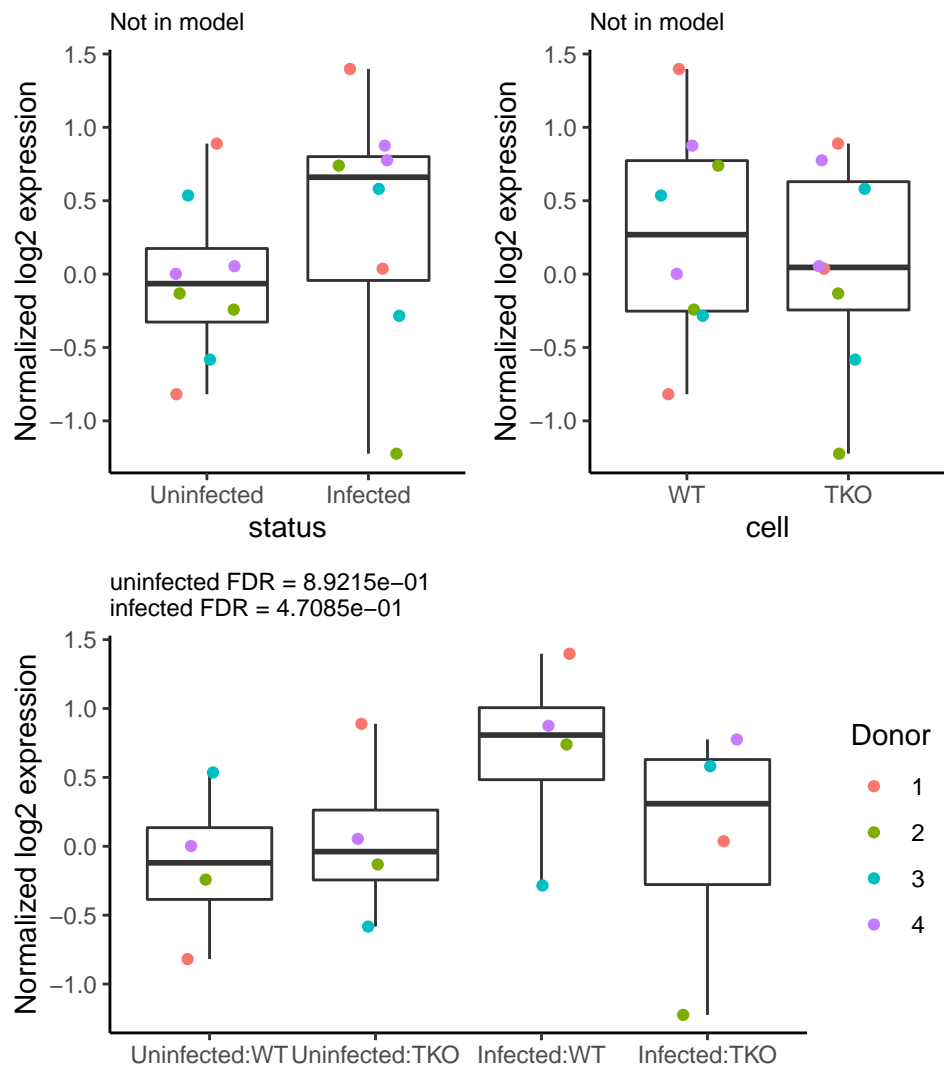 Not in model
Normalized log2 expression
1.5
1.0
0.5
0.0
−0.5
−1.0
Uninfected
Infected
status
Not in model
Normalized log2 expression
1.5
1.0
0.5
0.0
−0.5
−1.0
WT
TKO
cell
uninfected FDR = 8.9215e−01
infected FDR = 4.7085e−01
Normalized log2 expression
1.5
1.0
0.5
0.0
−0.5
−1.0
Uninfected:WT
Uninfected:TKO
Infected:WT
Infected:TKO
Donor
1
2
3
4